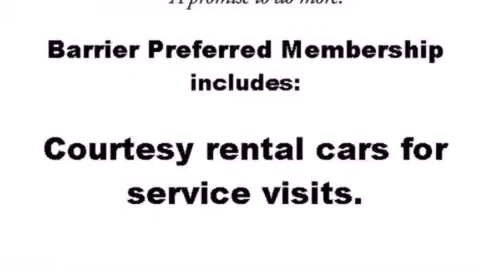 A promise to do more.
Barrier Preferred Membership
includes:
Courtesy rental cars for
service visits.